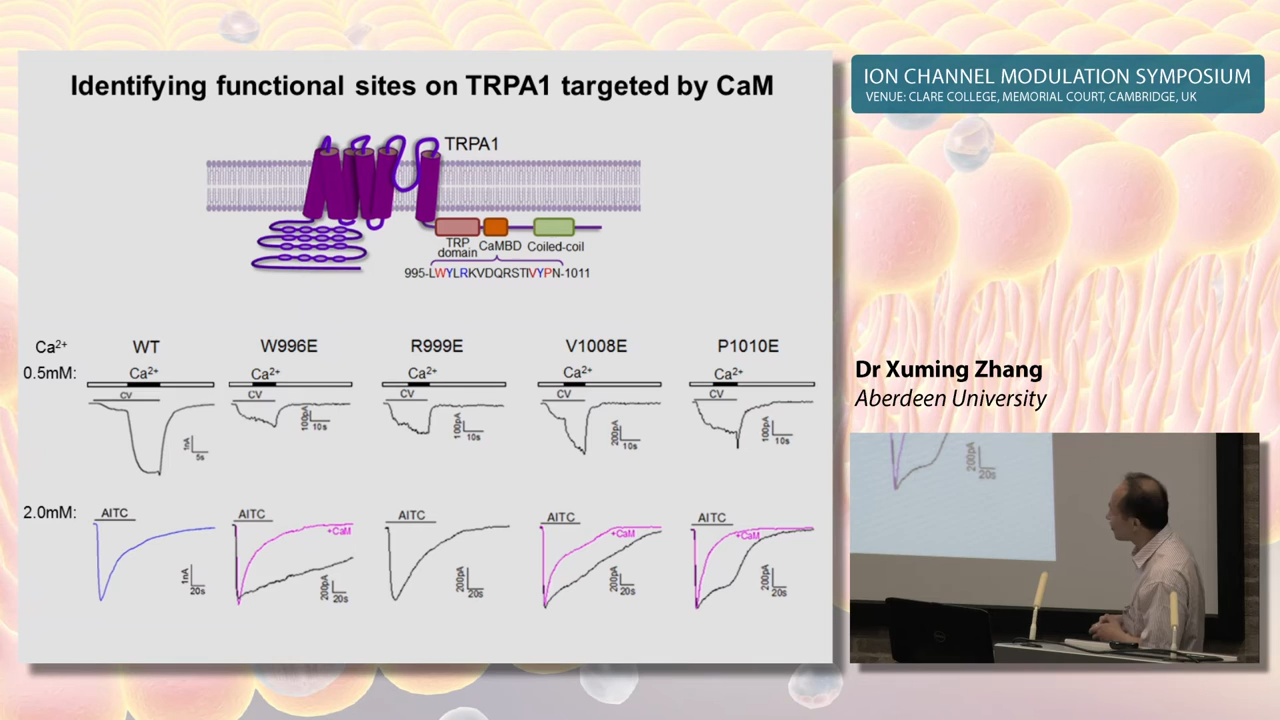 Identifying functional sites on TRPA1 targeted by CaM
TRPA1
TRP domain
CaMBD
Coiled-coil
995-LWYLRKVDQRSTIVYPN-1011
Ca²⁺
WT
W996E
R999E
V1008E
P1010E
0.5mM:
Ca²⁺
Ca²⁺
Ca²⁺
Ca²⁺
Ca²⁺
CV
CV
CV
CV
CV
1nA
5s
100pA
10s
100pA
10s
200pA
10s
100pA
10s
2.0mM:
AITC
AITC
AITC
AITC
AITC
+CaM
+CaM
+CaM
1nA
20s
200pA
20s
200pA
20s
200pA
20s
200pA
20s
ION CHANNEL MODULATION SYMPOSIUM
VENUE: CLARE COLLEGE, MEMORIAL COURT, CAMBRIDGE, UK
Dr Xuming Zhang
Aberdeen University
200pA
20s